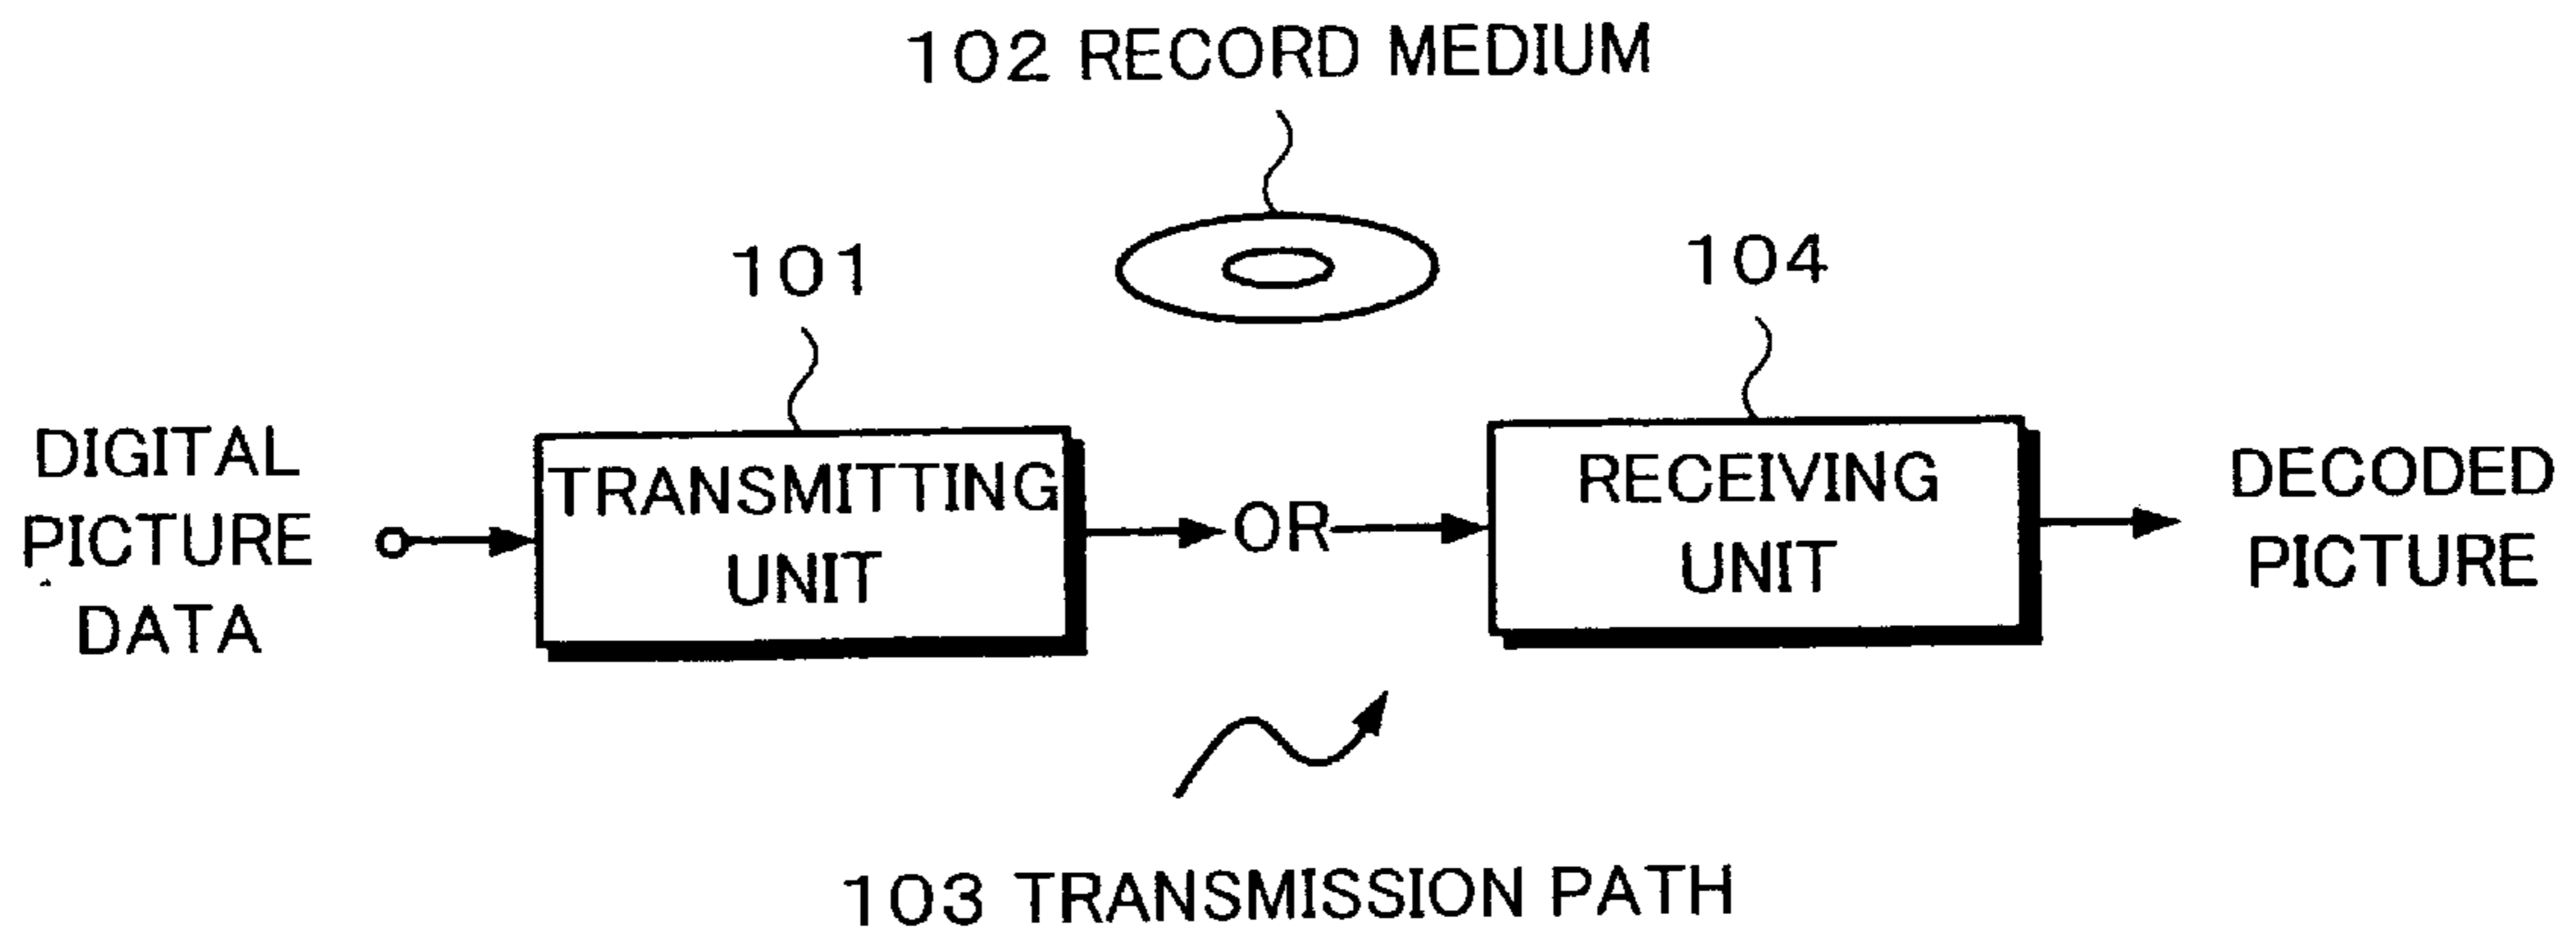 102 RECORD MEDIUM
101
104
DIGITAL
PICTURE
DATA
TRANSMITTING
UNIT
OR
RECEIVING
UNIT
DECODED
PICTURE
103 TRANSMISSION PATH